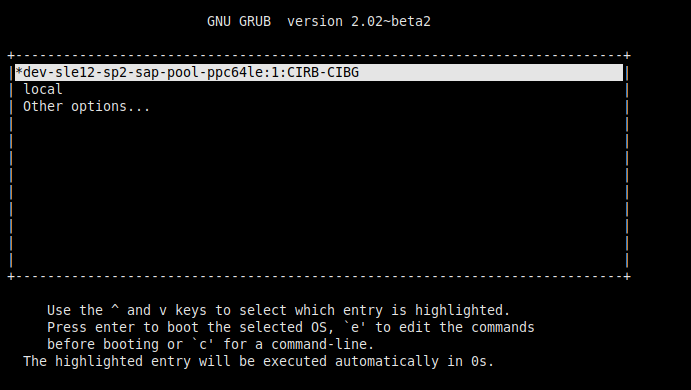 GNU GRUB  version 2.02~beta2
*dev-sle12-sp2-sap-pool-ppc64le:1:CIRB-CIBG
local
Other options...
Use the ^ and v keys to select which entry is highlighted.
Press enter to boot the selected OS, `e' to edit the commands
before booting or `c' for a command-line.
The highlighted entry will be executed automatically in 0s.